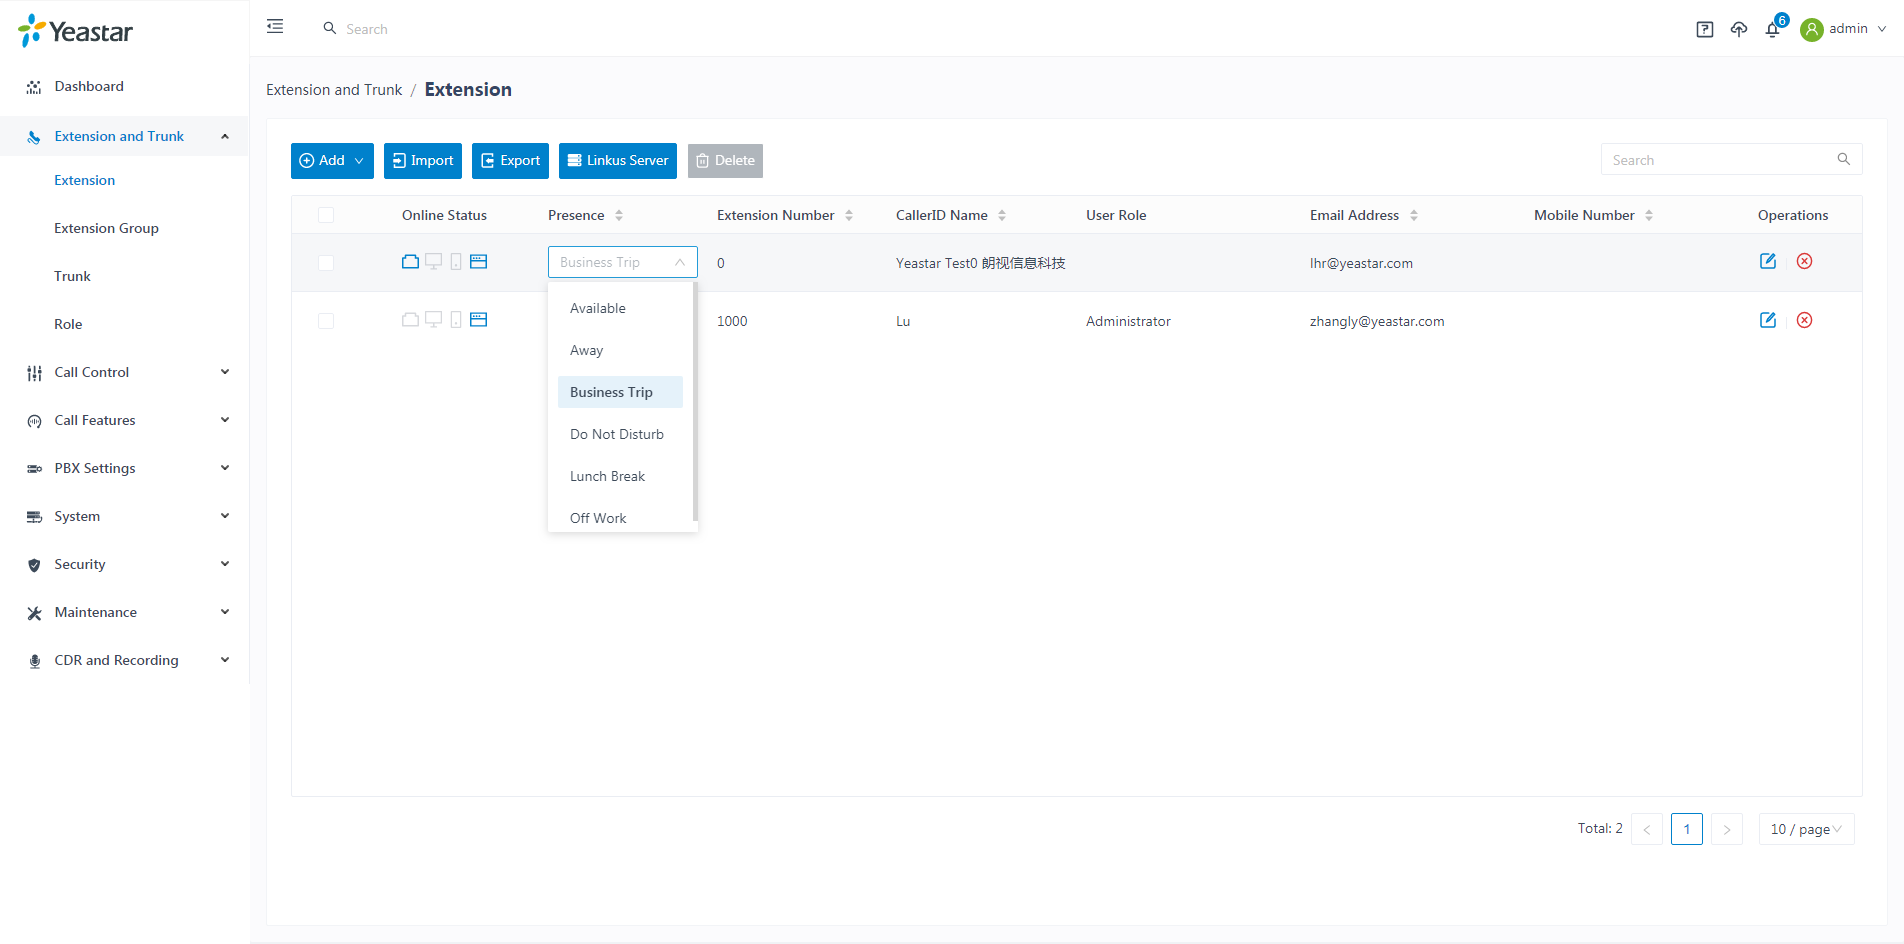 Yeastar
Search
6
admin
Dashboard
Extension and Trunk
Extension
Extension Group
Trunk
Role
Call Control
Call Features
PBX Settings
System
Security
Maintenance
CDR and Recording
Extension and Trunk / Extension
Add Import Export Linkus Server Delete
Search
Online Status Presence Extension Number CallerID Name User Role Email Address Mobile Number Operations
Business Trip 0 Yeastar Test0 朗视信息科技 lhr@yeastar.com
1000 Lu Administrator zhangly@yeastar.com
Available
Away
Business Trip
Do Not Disturb
Lunch Break
Off Work
Total: 2 < 1 > 10 / page